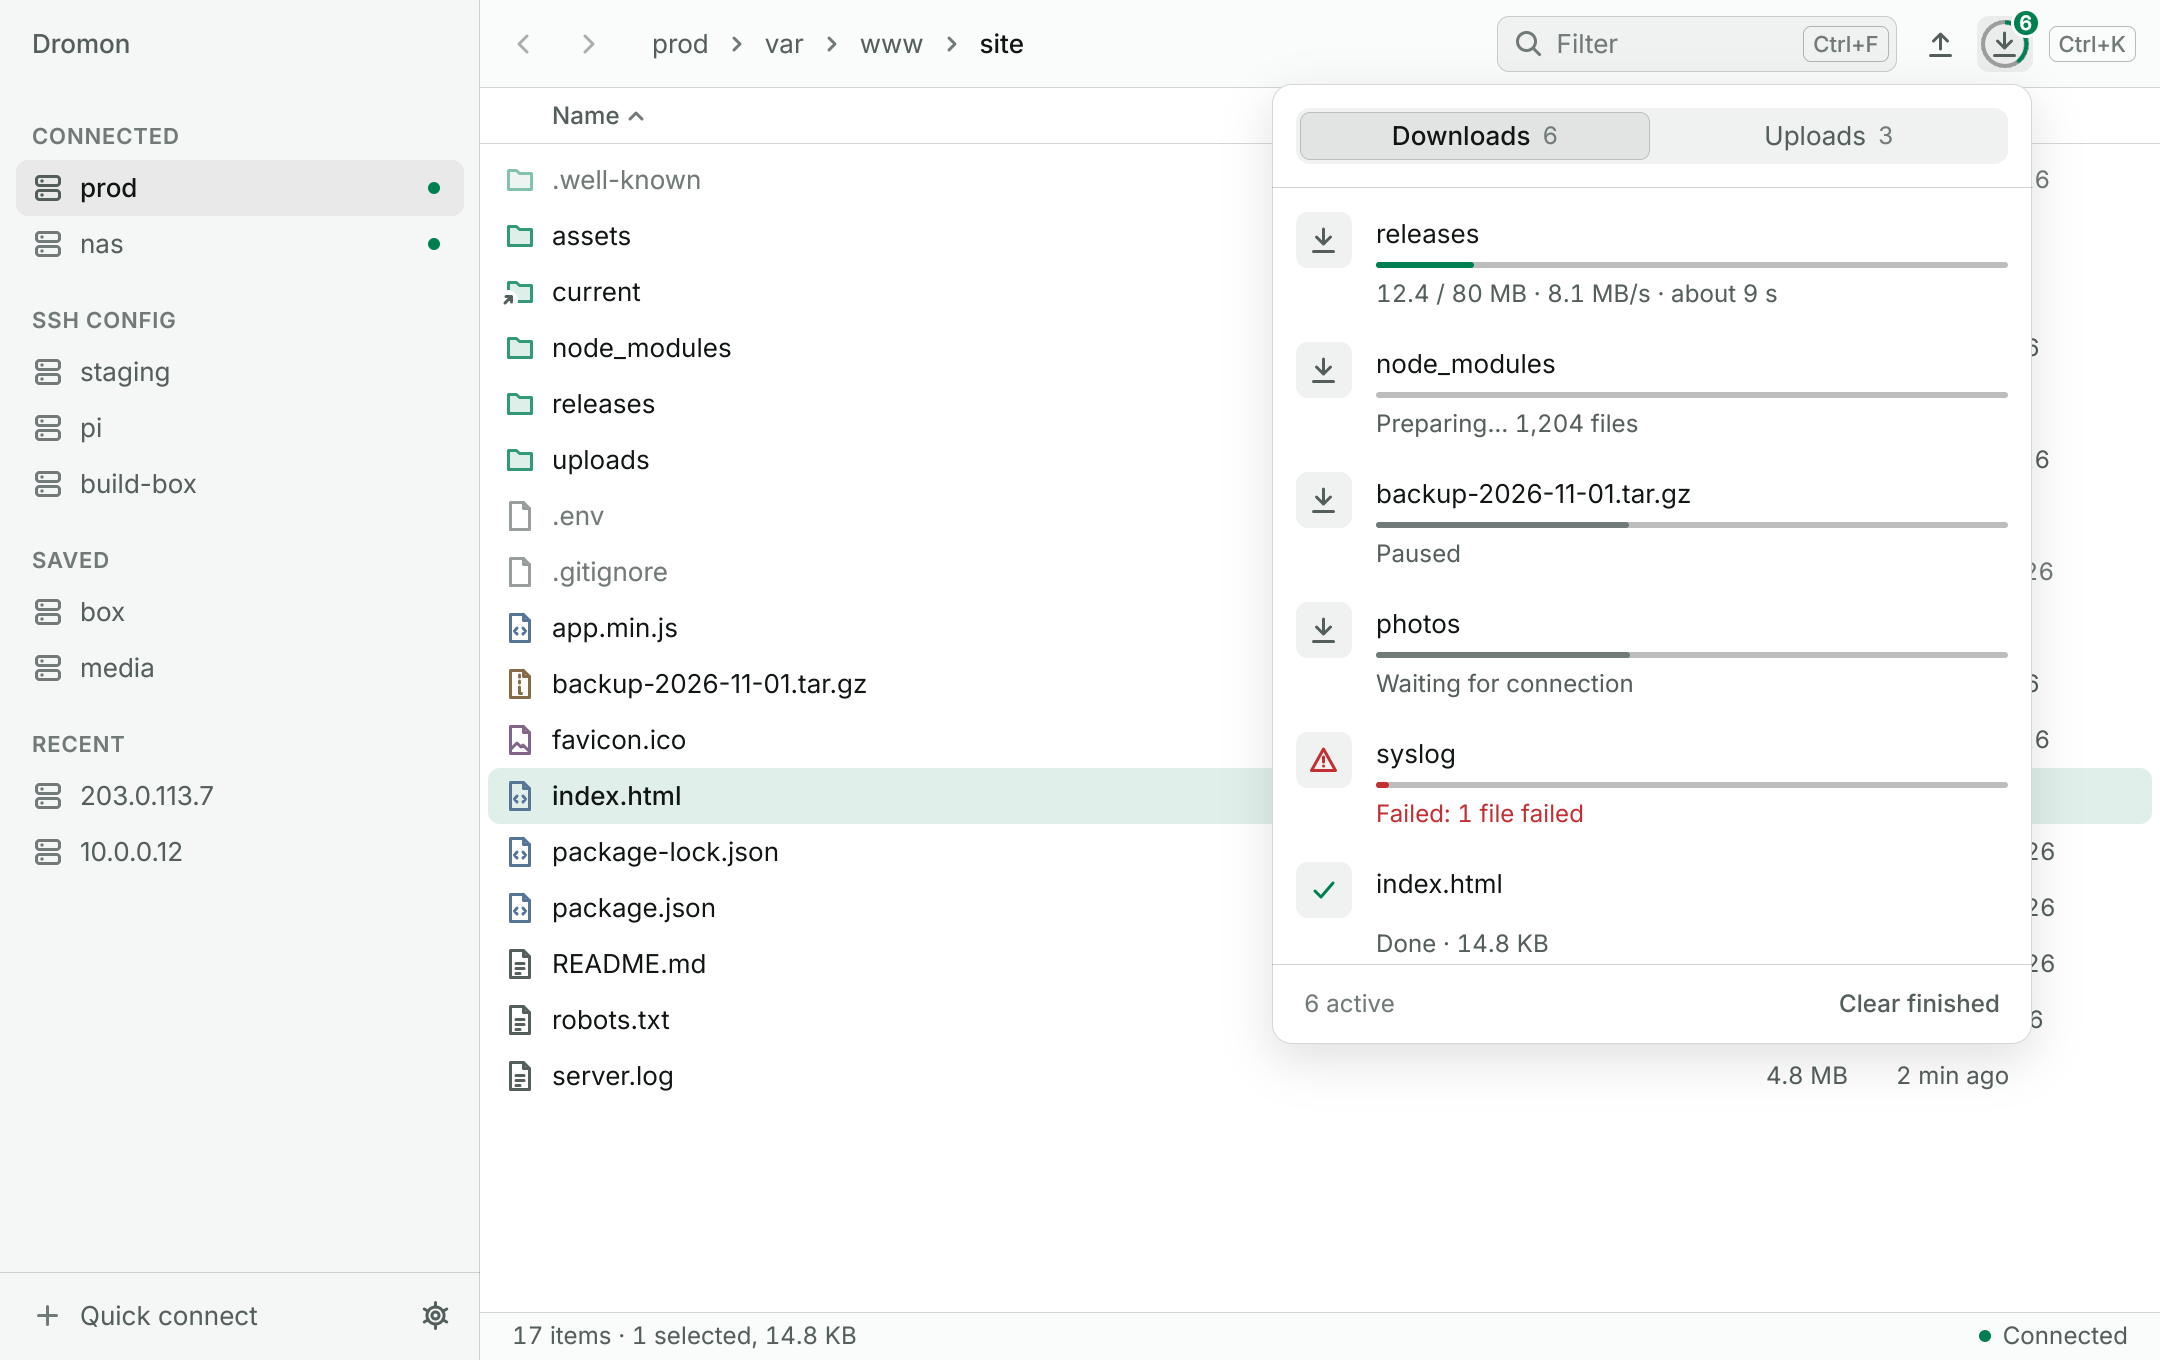 Dromon
CONNECTED
prod
nas
SSH CONFIG
staging
pi
build-box
SAVED
box
media
RECENT
203.0.113.7
10.0.0.12
Quick connect
prod > var > www > site
Filter Ctrl+F
6
Ctrl+K
Name
.well-known
assets
current
node_modules
releases
uploads
.env
.gitignore
app.min.js
backup-2026-11-01.tar.gz
favicon.ico
index.html
package-lock.json
package.json
README.md
robots.txt
server.log 4.8 MB 2 min ago
Downloads 6 Uploads 3
releases
12.4 / 80 MB · 8.1 MB/s · about 9 s
node_modules
Preparing... 1,204 files
backup-2026-11-01.tar.gz
Paused
photos
Waiting for connection
syslog
Failed: 1 file failed
index.html
Done · 14.8 KB
6 active Clear finished
17 items · 1 selected, 14.8 KB
Connected